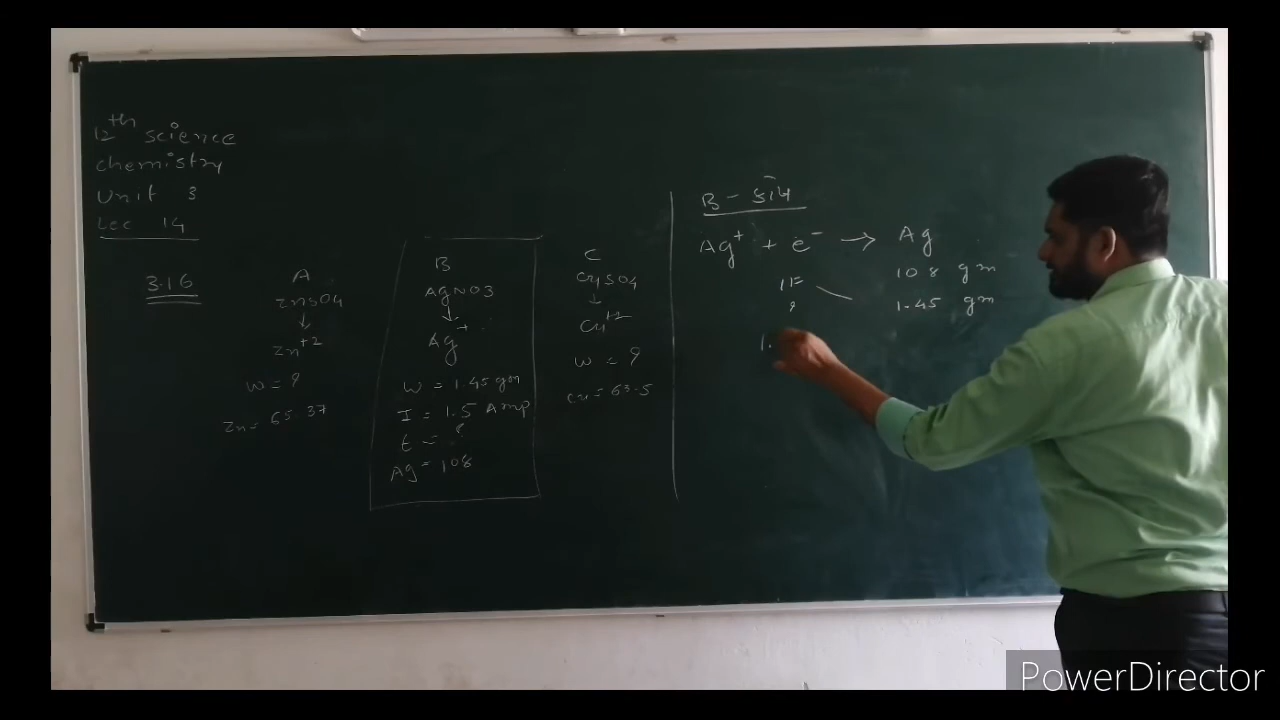 12th science
chemistry
Unit 3
Lec 14
3.16
A
ZnSO4
↓
Zn+2
w = ?
Zn = 65.37
B
AgNO3
↓
Ag+
W = 1.45 gm
I = 1.5 Amp
t = ?
Ag = 108
C
CuSO4
↓
Cu+2
w = ?
Cu = 63.5
B -
Ag+ + e- → Ag
1F 108 gm
? 1.45 gm
1.
PowerDirector